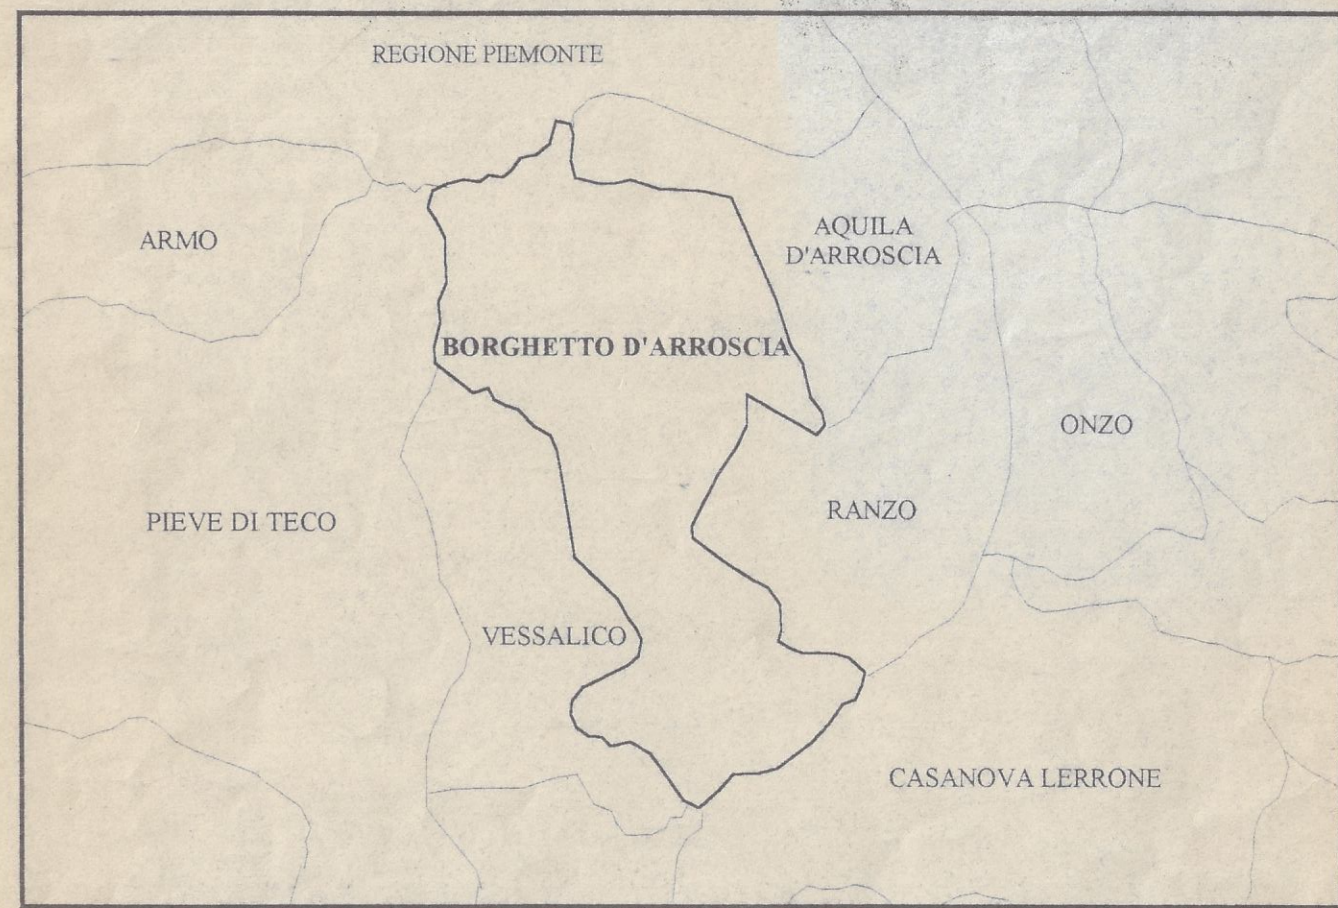 REGIONE PIEMONTE
ARMO
AQUILA
D'ARROSCIA
BORGHETTO D'ARROSCIA
ONZO
PIEVE DI TECO
RANZO
VESSALICO
CASANOVA LERRONE